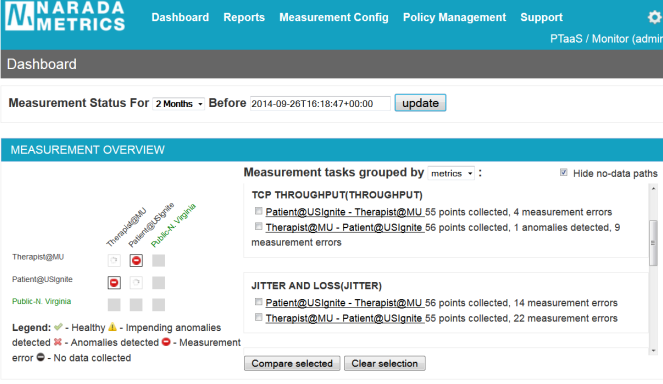 NARADA
METRICS
Dashboard Reports Measurement Config Policy Management Support
PTaaS / Monitor (admin
Dashboard
Measurement Status For 2 Months Before 2014-09-26T16:18:47+00:00 update
MEASUREMENT OVERVIEW
Measurement tasks grouped by metrics : Hide no-data paths
Therapist@MU
Patient@USIgnite
Public-N. Virginia
Therapist@MU
Patient@USIgnite
Public-N. Virginia
Legend: - Healthy - Impending anomalies
detected - Anomalies detected - Measurement
error - No data collected
TCP THROUGHPUT(THROUGHPUT)
Patient@USIgnite - Therapist@MU 55 points collected, 4 measurement errors
Therapist@MU - Patient@USIgnite 56 points collected, 1 anomalies detected, 9
measurement errors
JITTER AND LOSS(JITTER)
Patient@USIgnite - Therapist@MU 56 points collected, 14 measurement errors
Therapist@MU - Patient@USIgnite 55 points collected, 22 measurement errors
Compare selected Clear selection